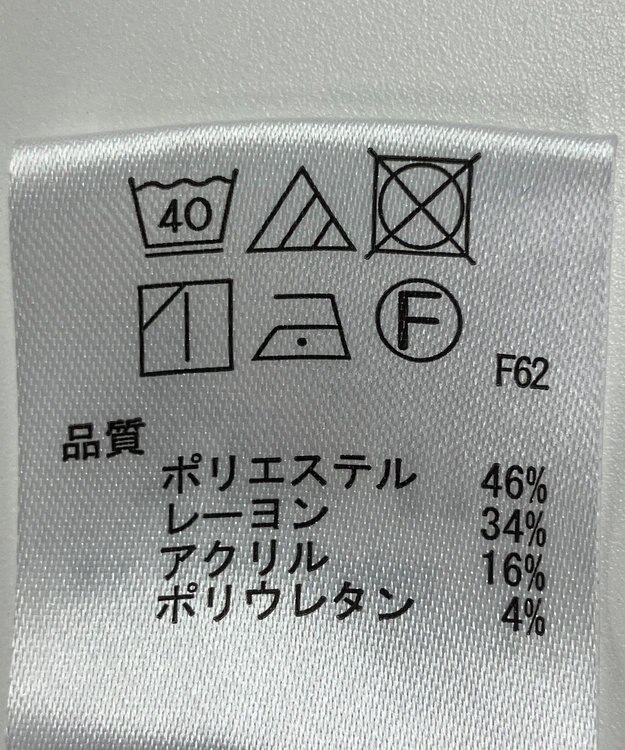 40
F
F62
品質
ポリエステル 46%
レーヨン 34%
アクリル 16%
ポリウレタン 4%